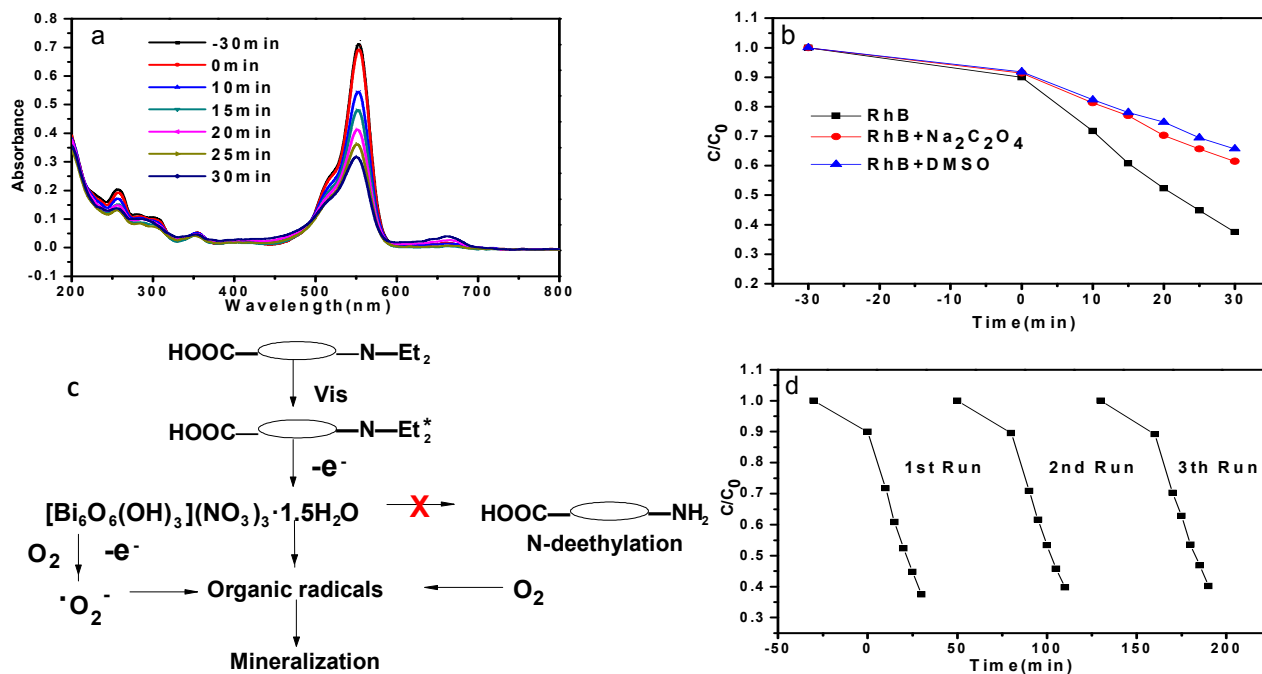 a
-30min
0min
10min
15min
20min
25min
30min
0.8
0.7
0.6
0.5
0.4
0.3
0.2
0.1
0.0
-0.1
Absorbance
200 300 400 500 600 700 800
Wavelength(nm)
b
RhB
RhB+Na₂C₂O₄
RhB+DMSO
1.1
1.0
0.9
0.8
0.7
0.6
0.5
0.4
0.3
0.2
C/C₀
-30 0 10 20 30
Time(min)
c
HOOC N Et₂
Vis
HOOC N Et₂*
-e⁻
[Bi₆O₆(OH)₃](NO₃)₃·1.5H₂O X HOOC NH₂
N-deethylation
O₂ -e⁻
·O₂⁻ Organic radicals O₂
Mineralization
d
1st Run 2nd Run 3th Run
1.1
1.0
0.9
0.8
0.7
0.6
0.5
0.4
0.3
C/C₀
-50 0 50 100 150 200
Time(min)